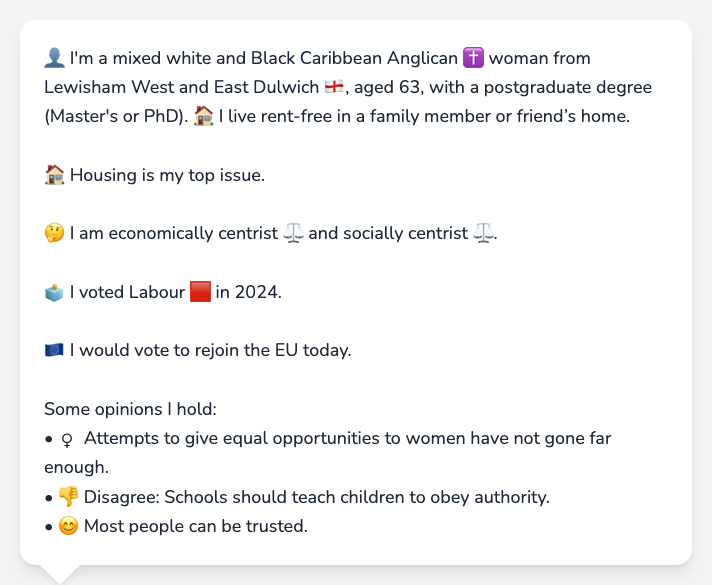 👤 I'm a mixed white and Black Caribbean Anglican ✝️ woman from
Lewisham West and East Dulwich 🏴󠁧󠁢󠁥󠁮󠁧󠁿, aged 63, with a postgraduate degree
(Master's or PhD). 🏠 I live rent-free in a family member or friend’s home.
🏠 Housing is my top issue.
🤔 I am economically centrist ⚖️ and socially centrist ⚖️.
🗳️ I voted Labour 🟥 in 2024.
🇪🇺 I would vote to rejoin the EU today.
Some opinions I hold:
• ♀️ Attempts to give equal opportunities to women have not gone far
enough.
• 👎 Disagree: Schools should teach children to obey authority.
• 😊 Most people can be trusted.